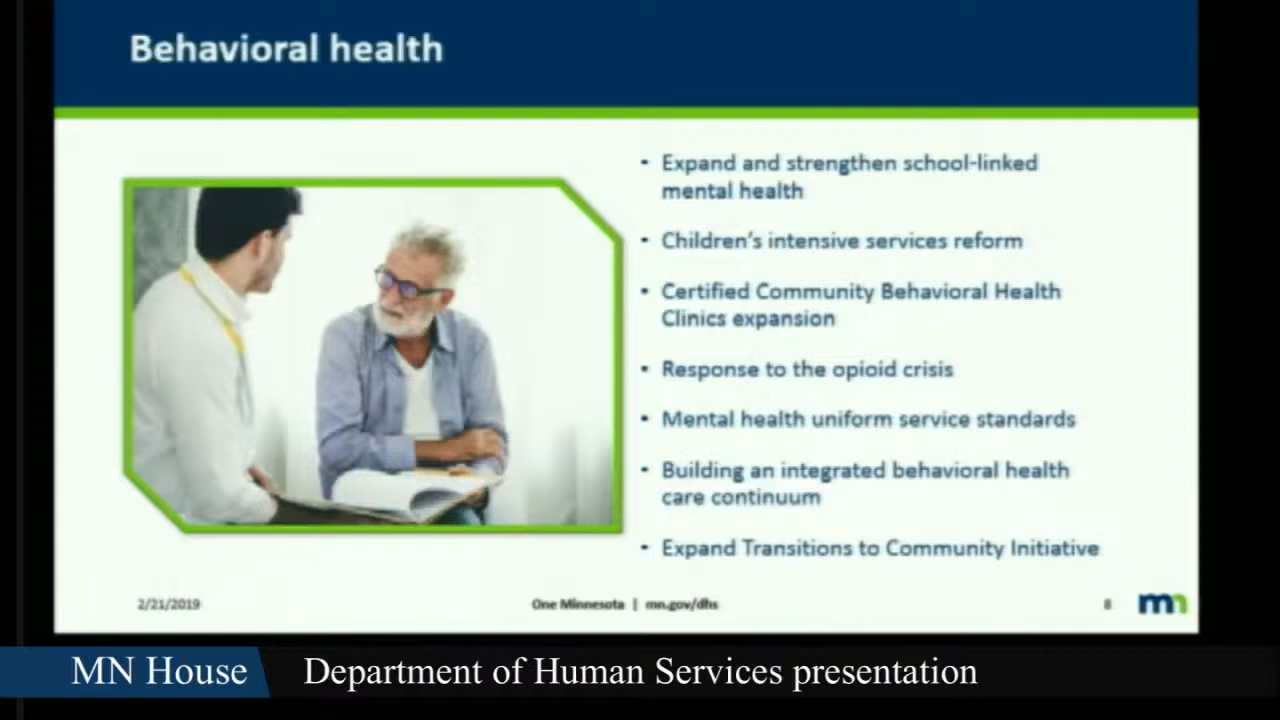 Behavioral health
• Expand and strengthen school-linked
mental health
• Children's intensive services reform
• Certified Community Behavioral Health
Clinics expansion
• Response to the opioid crisis
• Mental health uniform service standards
• Building an integrated behavioral health
care continuum
• Expand Transitions to Community Initiative
2/21/2019
One Minnesota | mn.gov/dhs
8
mn
MN House
Department of Human Services presentation